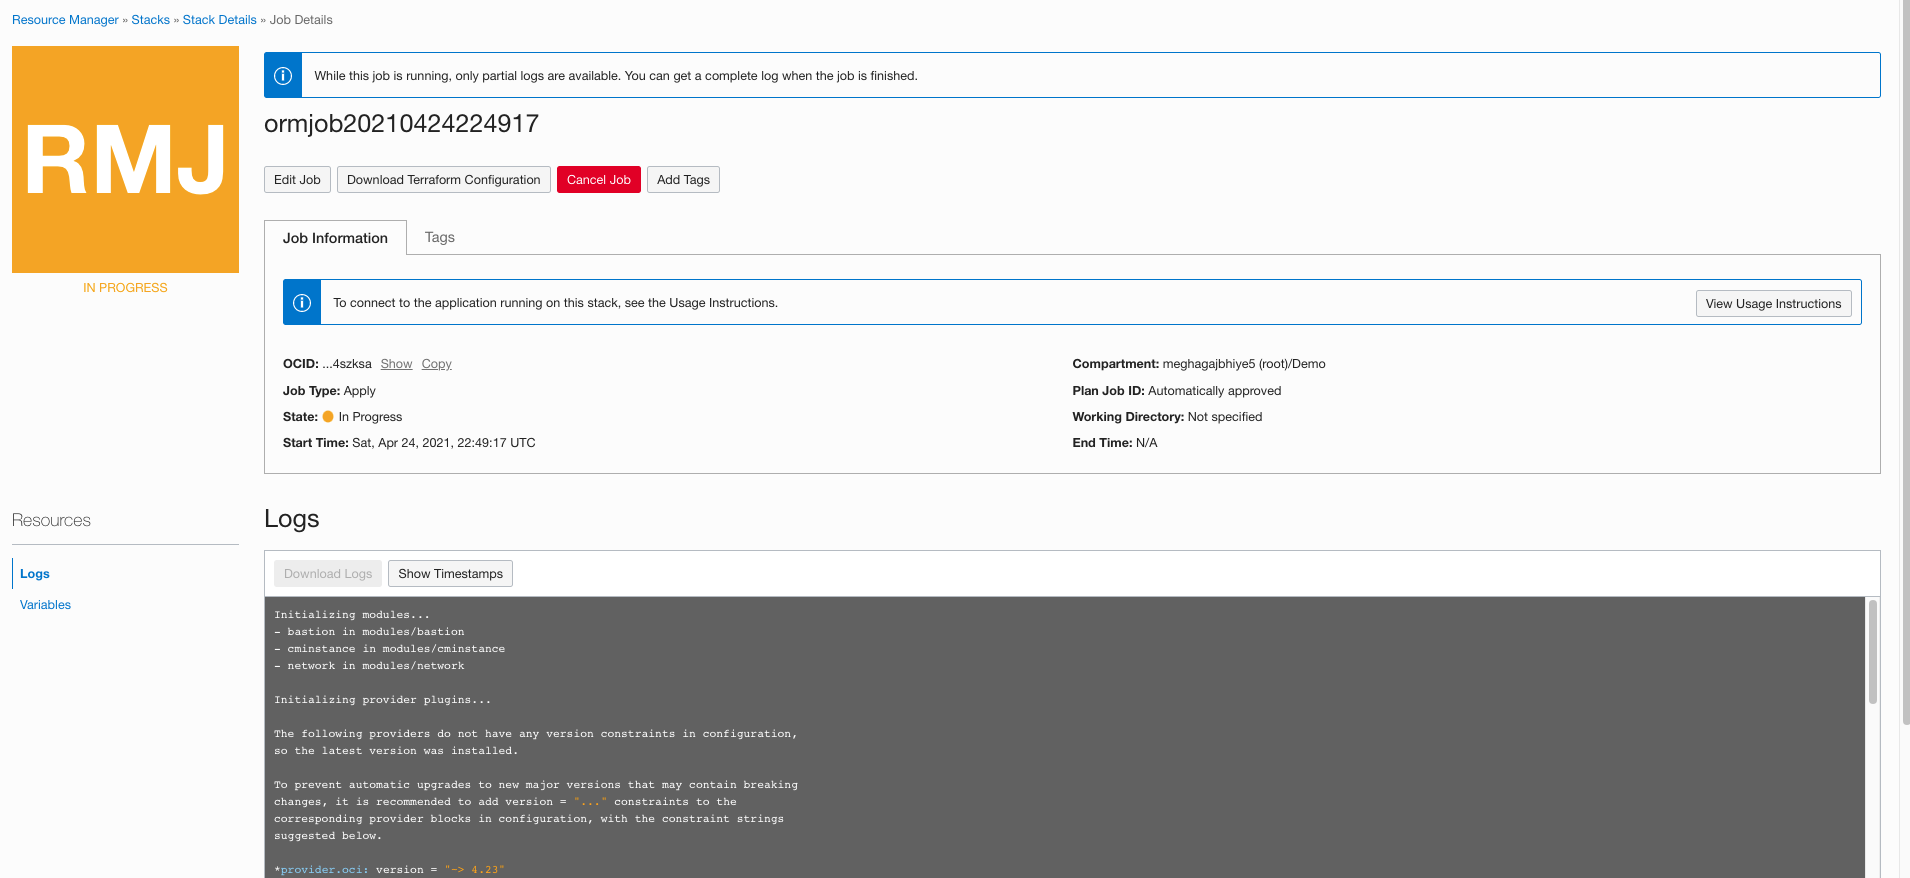 Resource Manager » Stacks » Stack Details » Job Details
RMJ
IN PROGRESS
While this job is running, only partial logs are available. You can get a complete log when the job is finished.
ormjob20210424224917
Edit Job Download Terraform Configuration Cancel Job Add Tags
Job Information Tags
To connect to the application running on this stack, see the Usage Instructions. View Usage Instructions
OCID: ...4szksa Show Copy
Job Type: Apply
State: In Progress
Start Time: Sat, Apr 24, 2021, 22:49:17 UTC
Compartment: meghagajbhiye5 (root)/Demo
Plan Job ID: Automatically approved
Working Directory: Not specified
End Time: N/A
Resources
Logs
Variables
Logs
Download Logs Show Timestamps
Initializing modules...
- bastion in modules/bastion
- cminstance in modules/cminstance
- network in modules/network
Initializing provider plugins...
The following providers do not have any version constraints in configuration,
so the latest version was installed.
To prevent automatic upgrades to new major versions that may contain breaking
changes, it is recommended to add version = "..." constraints to the
corresponding provider blocks in configuration, with the constraint strings
suggested below.
*provider.oci: version = "~> 4.23"